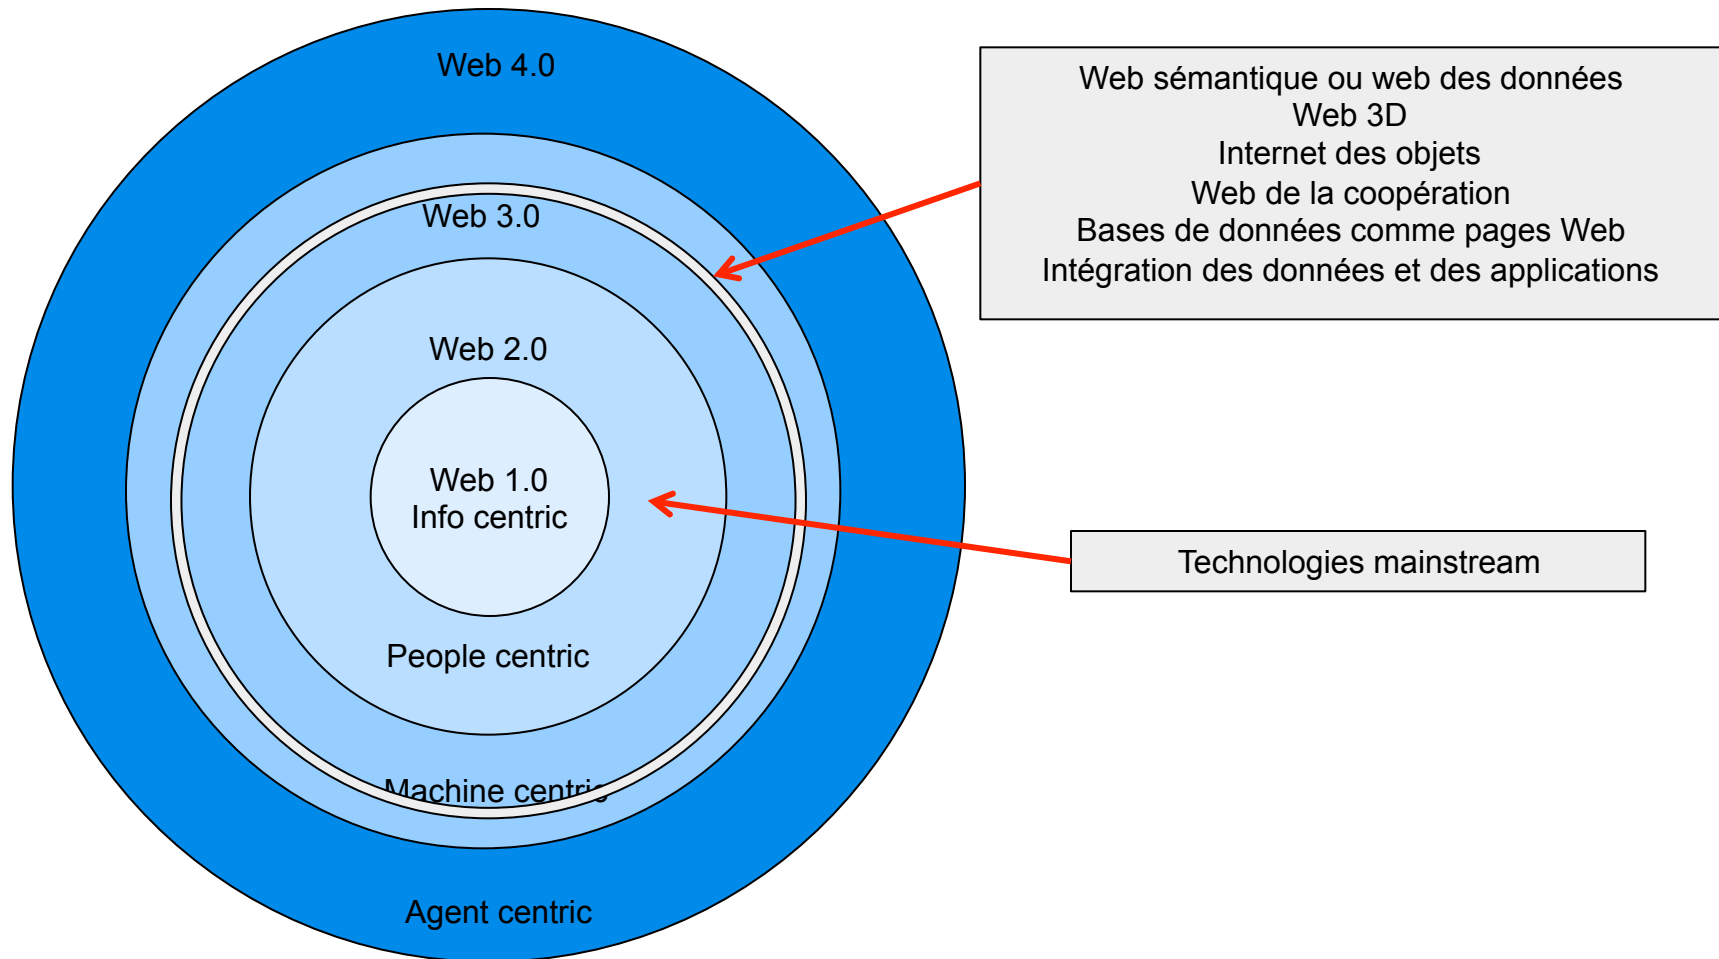 Web 4.0
Web 3.0
Web 2.0
Web 1.0
Info centric
People centric
Machine centric
Agent centric
Web sémantique ou web des données
Web 3D
Internet des objets
Web de la coopération
Bases de données comme pages Web
Intégration des données et des applications
Technologies mainstream